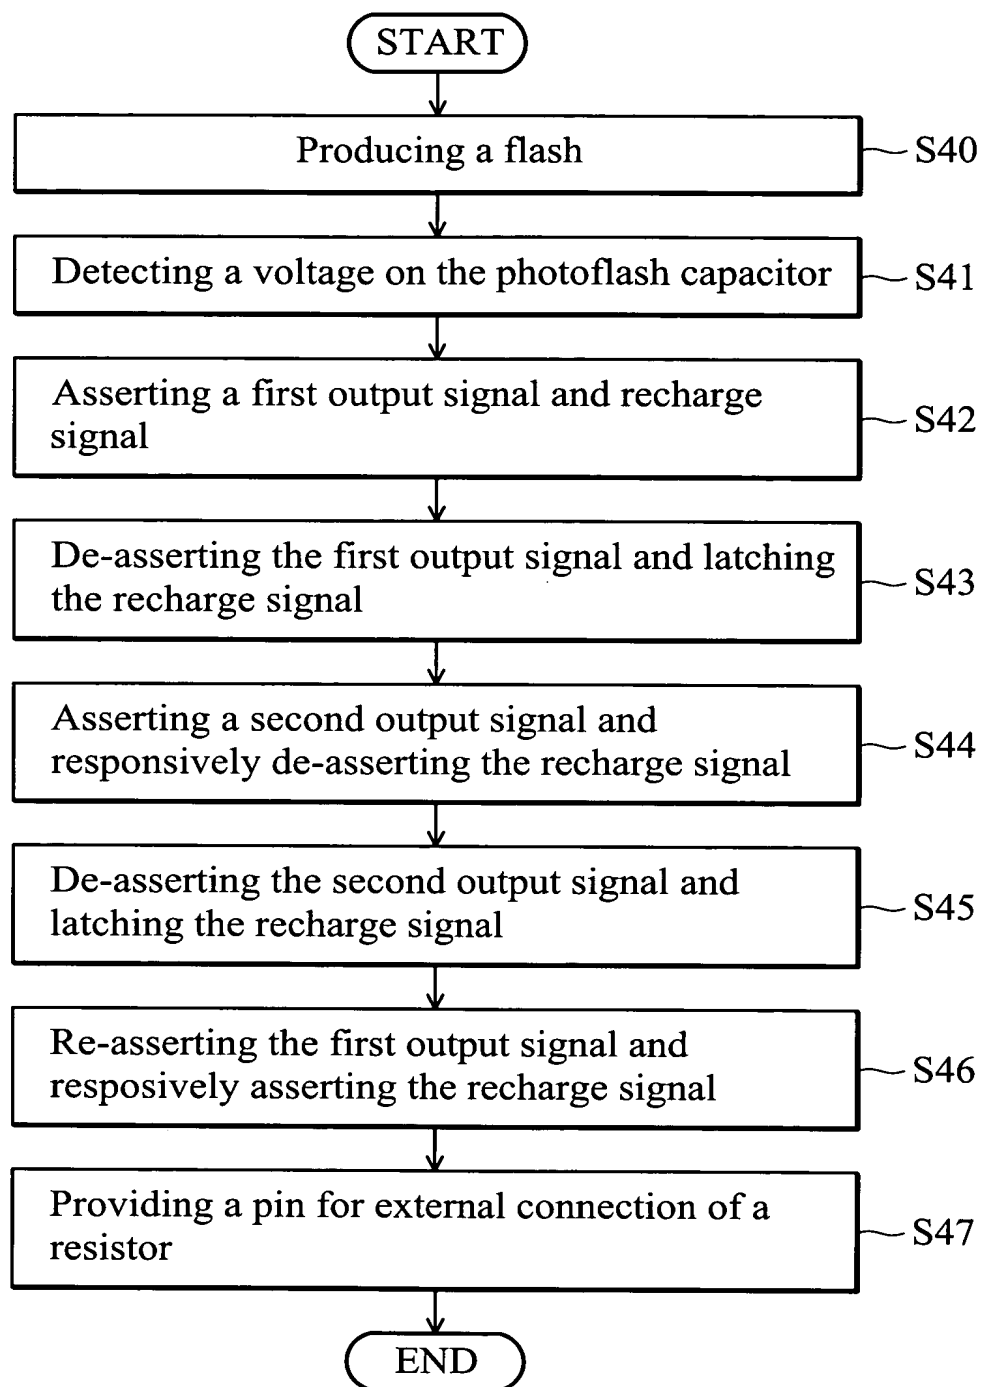 START
Producing a flash
S40
Detecting a voltage on the photoflash capacitor
S41
Asserting a first output signal and recharge
signal
S42
De-asserting the first output signal and latching
the recharge signal
S43
Asserting a second output signal and
responsively de-asserting the recharge signal
S44
De-asserting the second output signal and
latching the recharge signal
S45
Re-asserting the first output signal and
resposively asserting the recharge signal
S46
Providing a pin for external connection of a
resistor
S47
END